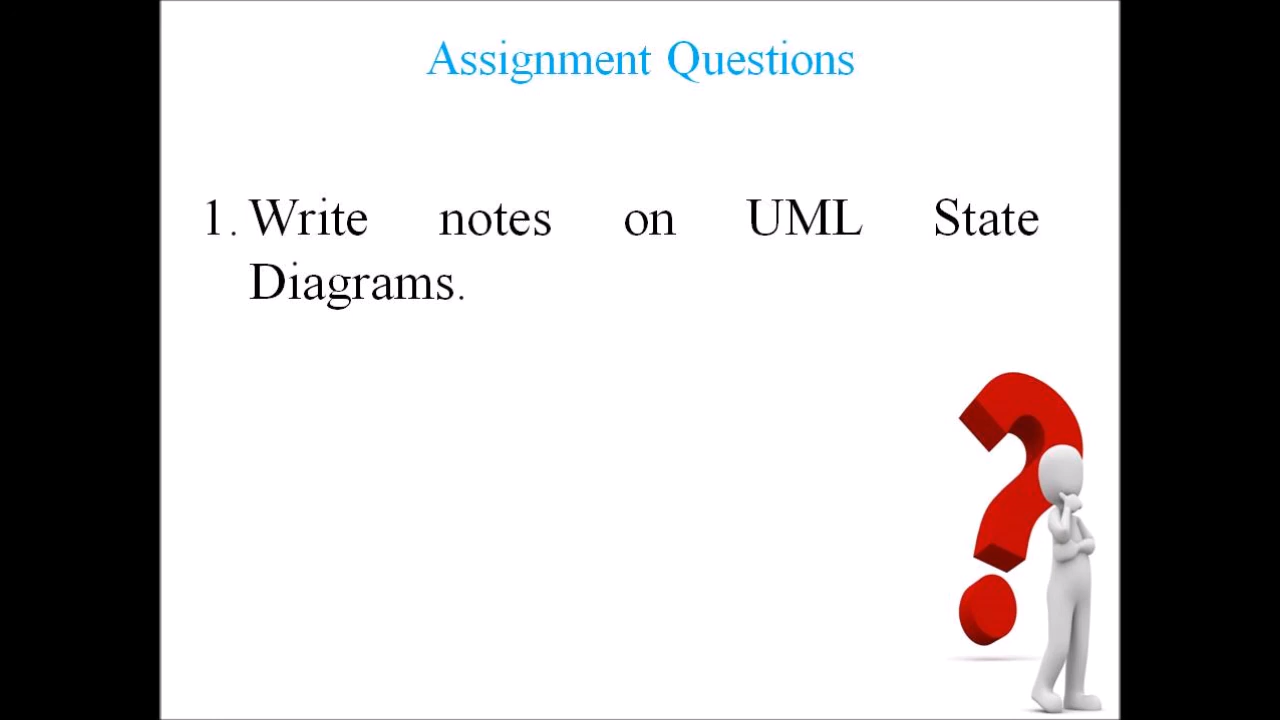 Assignment Questions
1. Write notes on UML State
Diagrams.